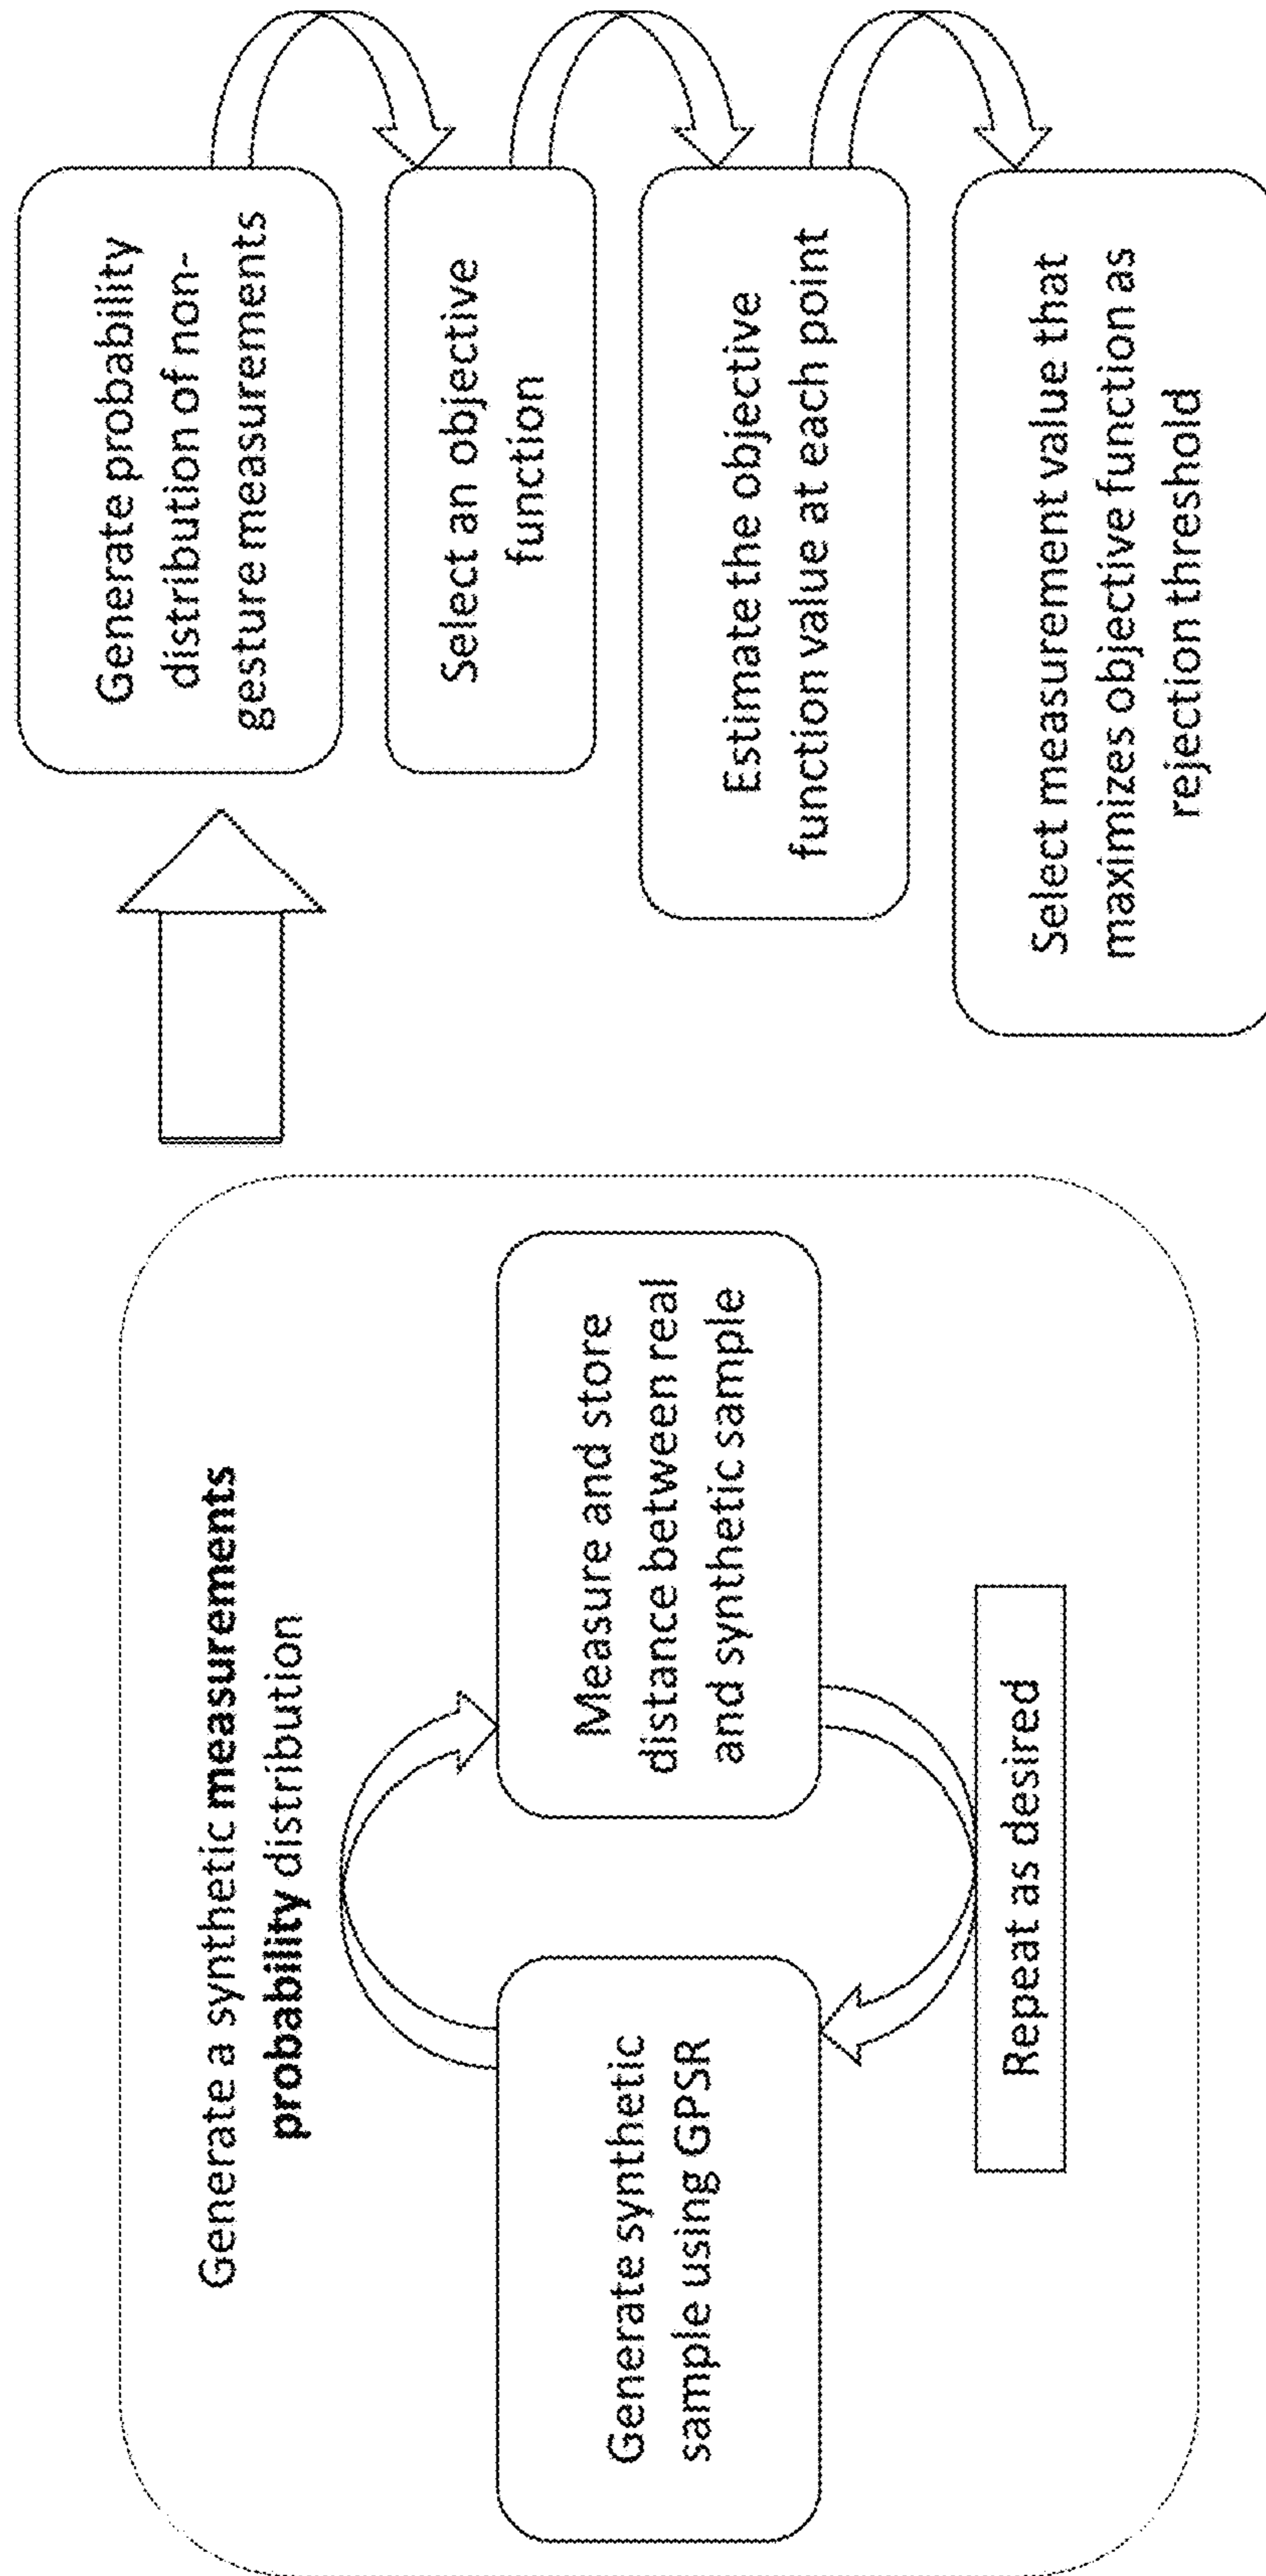 Generate a synthetic measurements
probability distribution
Generate synthetic
sample using GPSR
Measure and store
distance between real
and synthetic sample
Repeat as desired
Generate probability
distribution of non-
gesture measurements
Select an objective
function
Estimate the objective
function value at each point
Select measurement value that
maximizes objective function as
rejection threshold